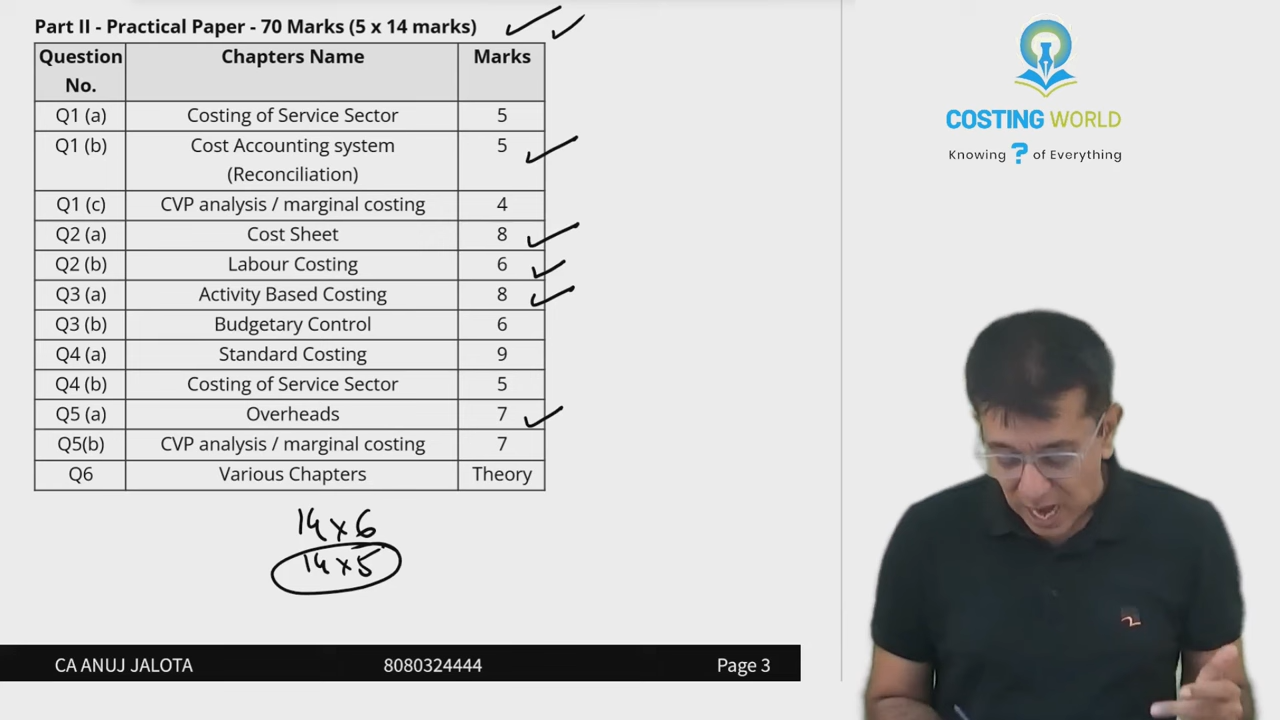 Part II - Practical Paper - 70 Marks (5 x 14 marks)
Question No. Chapters Name Marks
Q1 (a) Costing of Service Sector 5
Q1 (b) Cost Accounting system (Reconciliation) 5
Q1 (c) CVP analysis / marginal costing 4
Q2 (a) Cost Sheet 8
Q2 (b) Labour Costing 6
Q3 (a) Activity Based Costing 8
Q3 (b) Budgetary Control 6
Q4 (a) Standard Costing 9
Q4 (b) Costing of Service Sector 5
Q5 (a) Overheads 7
Q5(b) CVP analysis / marginal costing 7
Q6 Various Chapters Theory
14 x 6
14 x 5
CA ANUJ JALOTA 8080324444 Page 3
COSTING WORLD
Knowing ? of Everything